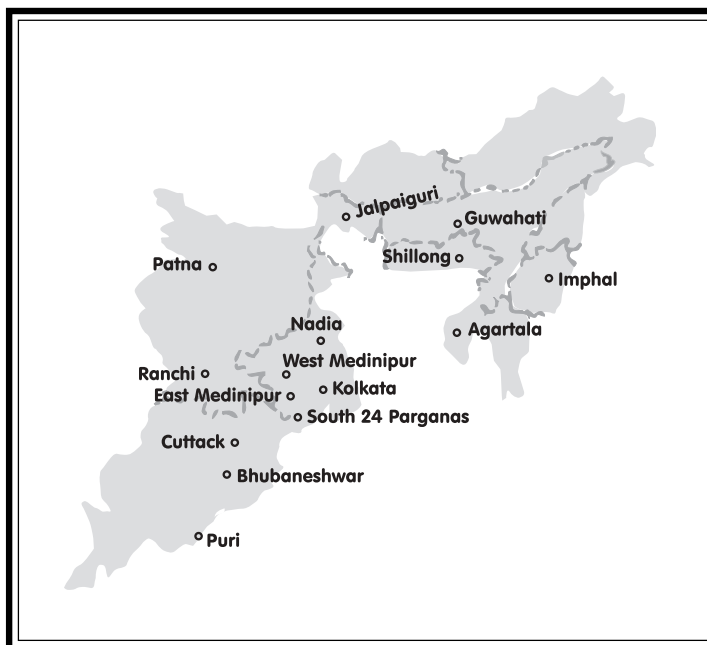 Jalpaiguri
Guwahati
Shillong
Patna
Imphal
Nadia
Agartala
West Medinipur
Ranchi
Kolkata
East Medinipur
South 24 Parganas
Cuttack
Bhubaneshwar
Puri